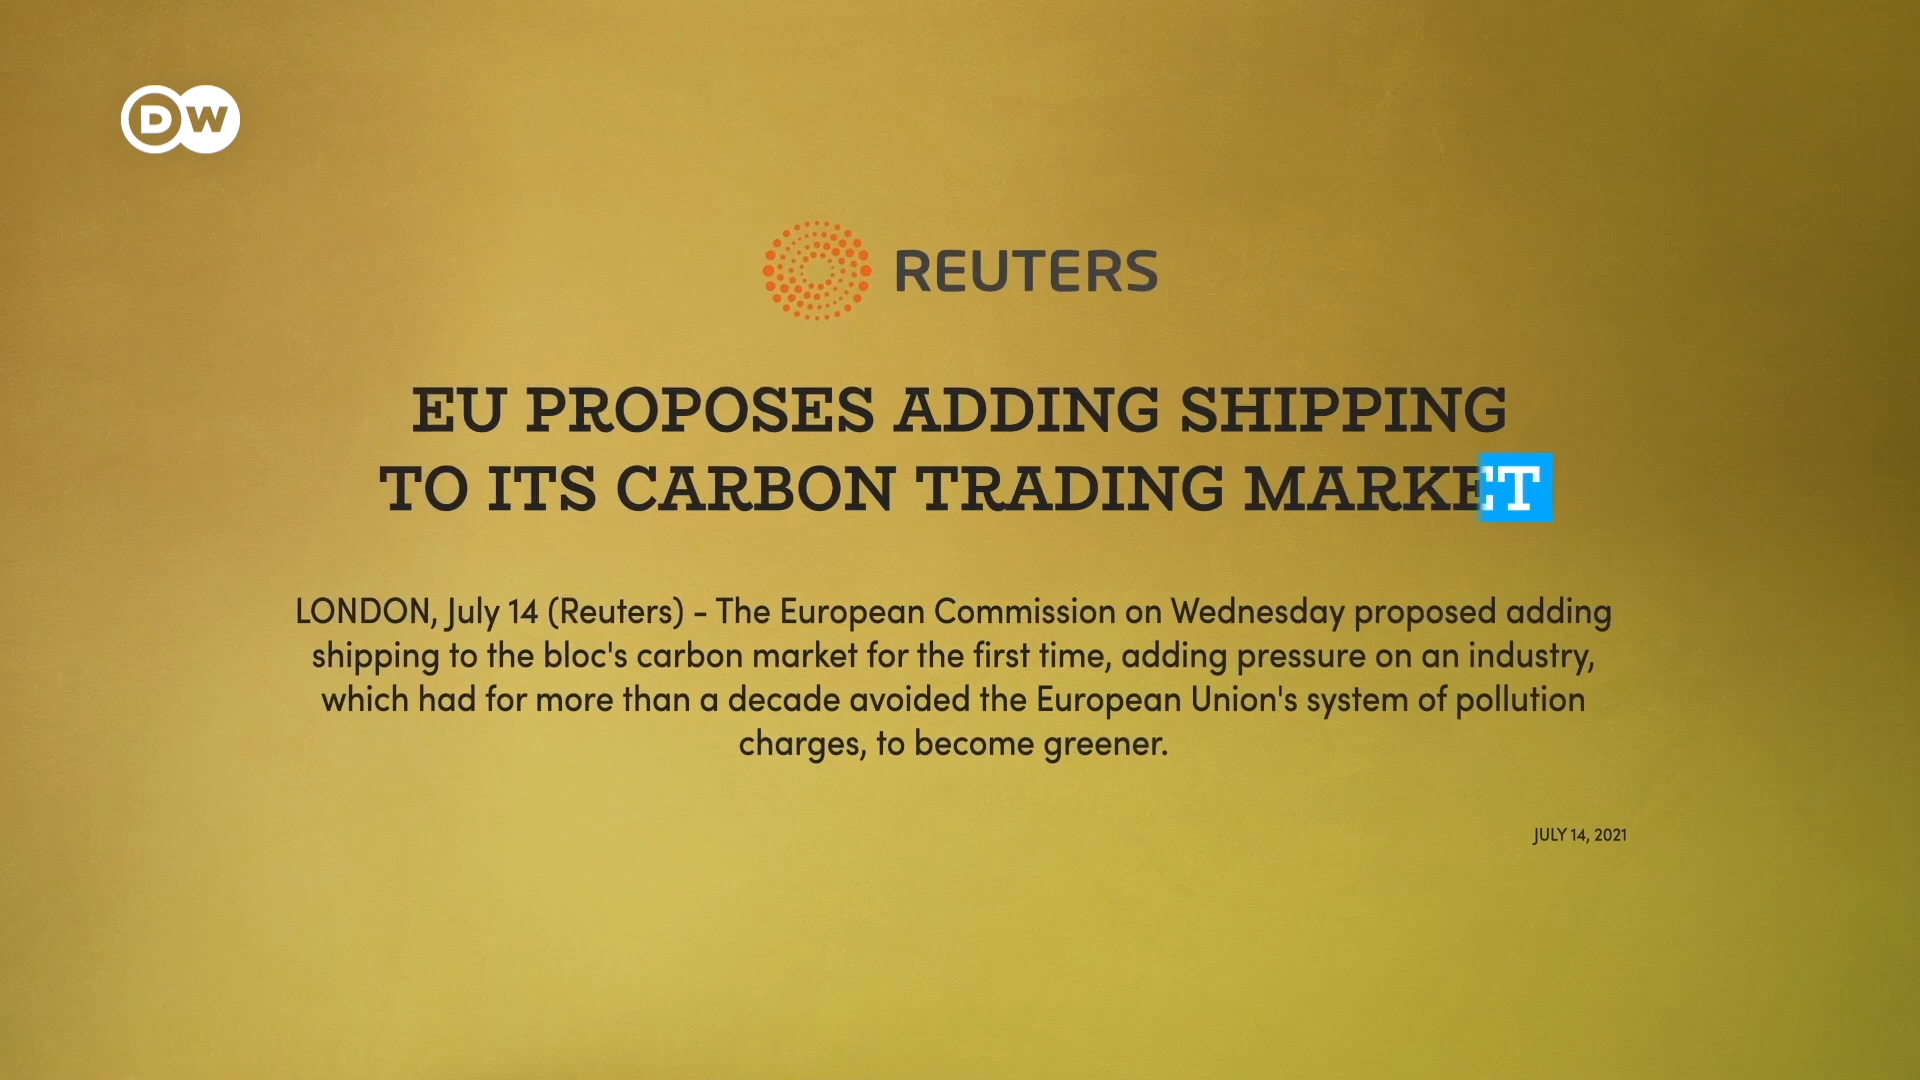 DW
REUTERS
EU PROPOSES ADDING SHIPPING
TO ITS CARBON TRADING MARKET
LONDON, July 14 (Reuters) - The European Commission on Wednesday proposed adding
shipping to the bloc's carbon market for the first time, adding pressure on an industry,
which had for more than a decade avoided the European Union's system of pollution
charges, to become greener.
JULY 14, 2021